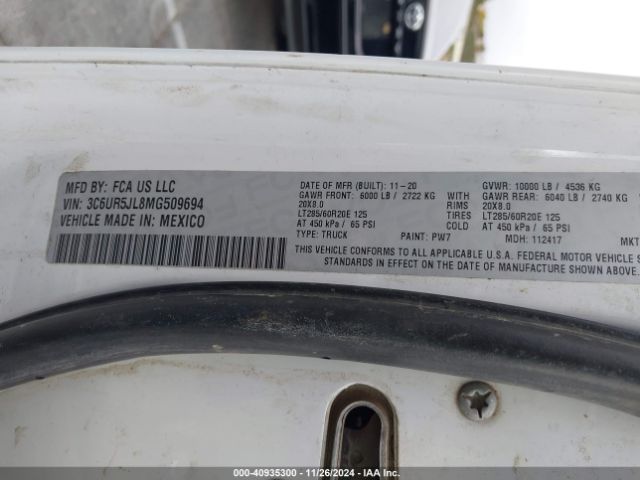 MFD BY: FCA US LLC
VIN: 3C6UR5JL8MG509694
VEHICLE MADE IN: MEXICO
DATE OF MFR (BUILT): 11-20
GAWR FRONT: 6000 LB / 2722 KG
20X8.0
LT285/60R20E 125
AT 450 kPa / 65 PSI
TYPE: TRUCK
PAINT: PW7
WITH
RIMS
TIRES
COLD
GVWR: 10000 LB / 4536 KG
GAWR REAR: 6040 LB / 2740 KG
20X8.0
LT285/60R20E 125
AT 450 kPa / 65 PSI
MDH: 112417
MKT
THIS VEHICLE CONFORMS TO ALL APPLICABLE U.S.A. FEDERAL MOTOR VEHICLE S
STANDARDS IN EFFECT ON THE DATE OF MANUFACTURE SHOWN ABOVE.
000-40935300 | 11/26/2024 | IAA Inc.